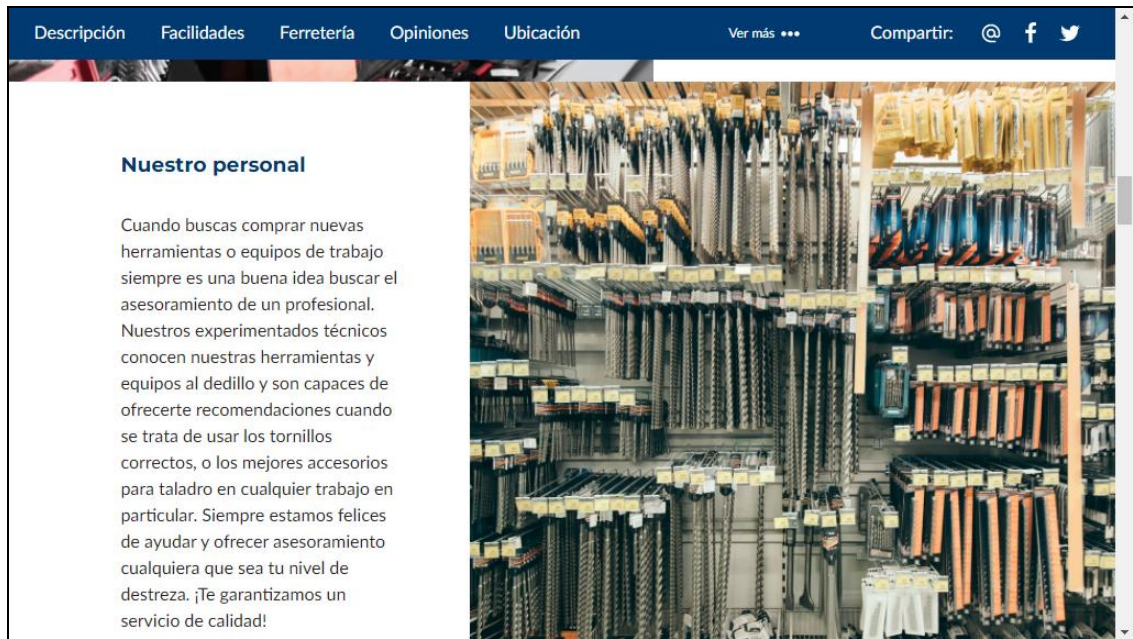 Descripción Facilidades Ferretería Opiniones Ubicación Ver más ••• Compartir: @
Nuestro personal
Cuando buscas comprar nuevas
herramientas o equipos de trabajo
siempre es una buena idea buscar el
asesoramiento de un profesional.
Nuestros experimentados técnicos
conocen nuestras herramientas y
equipos al dedillo y son capaces de
ofrecerte recomendaciones cuando
se trata de usar los tornillos
correctos, o los mejores accesorios
para taladro en cualquier trabajo en
particular. Siempre estamos felices
de ayudar y ofrecer asesoramiento
cualquiera que sea tu nivel de
destreza. ¡Te garantizamos un
servicio de calidad!